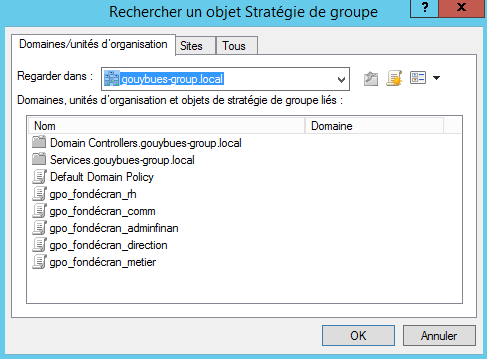 Rechercher un objet Stratégie de groupe
? x
Domaines/unités d'organisation Sites Tous
Regarder dans : gouybues-group.local
Domaines, unités d'organisation et objets de stratégie de groupe liés :
Nom Domaine
Domain Controllers.gouybues-group.local
Services.gouybues-group.local
Default Domain Policy
gpo_fondécran_rh
gpo_fondécran_comm
gpo_fondécran_adminfinan
gpo_fondécran_direction
gpo_fondécran_metier
OK Annuler